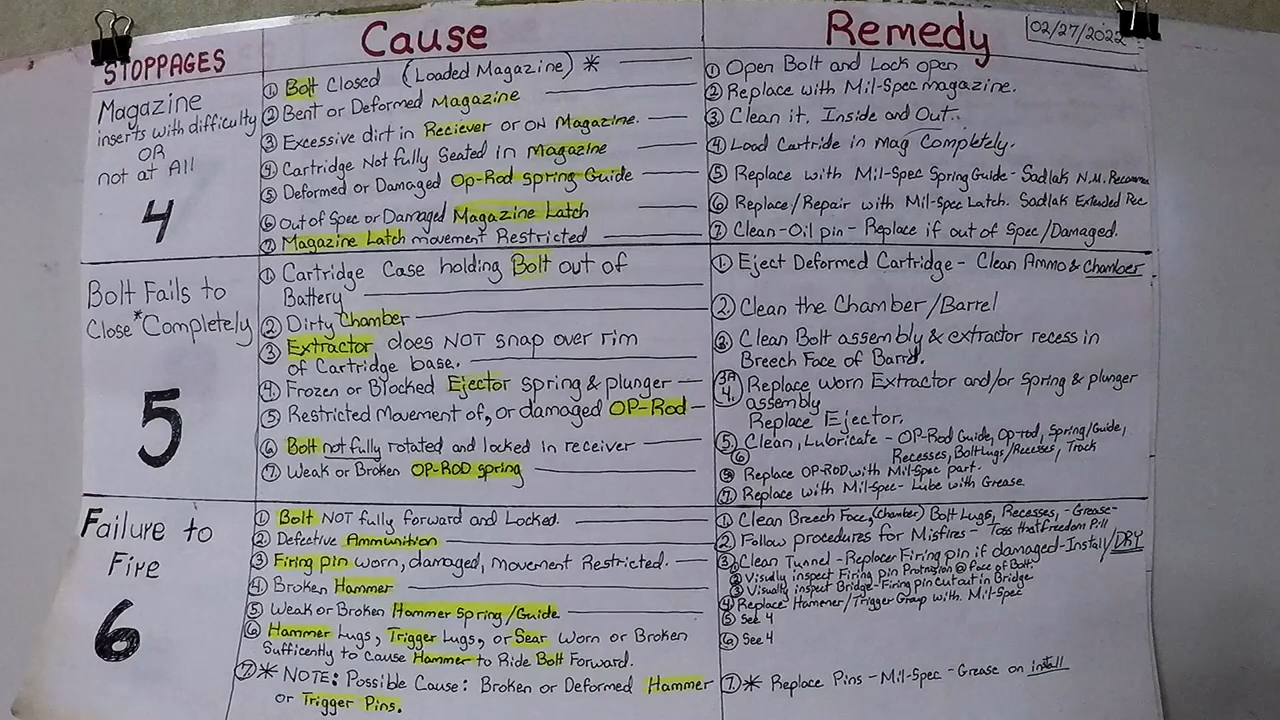 STOPPAGES
Cause
Remedy
02/27/2022
Magazine
inserts with difficulty
OR
not at All
4
① Bolt Closed (Loaded Magazine) *
② Bent or Deformed Magazine
③ Excessive dirt in Reciever or on Magazine.
④ Cartridge Not fully Seated in Magazine
⑤ Deformed or Damaged Op-Rod spring Guide
⑥ Out of Spec or Damaged Magazine Latch
⑦ Magazine Latch movement Restricted
① Open Bolt and Lock open
② Replace with Mil-Spec magazine.
③ Clean it. Inside and Out.
④ Load Cartride in mag Completely.
⑤ Replace with Mil-Spec Spring Guide - Sadlak N.M.
⑥ Replace/Repair with Mil-Spec Latch. Sadlak Extended Rec
⑦ Clean-Oil pin - Replace if out of Spec/Damaged.
Bolt Fails to
Close * Completely
5
① Cartridge Case holding Bolt out of
Battery
② Dirty Chamber
③ Extractor does NOT snap over rim
of Cartridge base.
④ Frozen or Blocked Ejector spring & plunger
⑤ Restricted Movement of, or damaged OP-Rod
⑥ Bolt not fully rotated and locked in receiver
⑦ Weak or Broken OP-ROD spring
① Eject Deformed Cartridge - Clean Ammo & Chamber
② Clean the Chamber/Barrel
② Clean Bolt assembly & extractor recess in
Breech Face of Barrel.
3A 4. Replace worn Extractor and/or Spring & plunger
assembly
Replace Ejector.
⑤ Clean, Lubricate - OP-Rod Guide, Op-rod, Spring/Guide,
⑥ Recesses, Bolt Lugs/Recesses, Track
Replace OP-ROD with Mil-Spec part.
⑦ Replace with Mil-Spec - Lube with Grease
Failure to
Fire
6
① Bolt NOT fully forward and Locked.
② Defective Ammunition
③ Firing pin worn, damaged, movement Restricted.
④ Broken Hammer
⑤ Weak or Broken Hammer Spring/Guide
⑥ Hammer Lugs, Trigger Lugs, or Sear Worn or Broken
Sufficently to cause Hammer to Ride Bolt Forward.
⑦ * NOTE: Possible Cause: Broken or Deformed Hammer
or Trigger Pins.
① Clean Breech Face, (Chamber) Bolt Lugs, Recesses, - Grease-
② Follow procedures for Misfires - Toss that Freedom Pill
③ Clean Tunnel - Replace Firing pin if damaged - Install/DRY
② Visually inspect Firing pin Protrusion @ face of Bolt
③ Visually inspect Bridge - Firing pin cutout in Bridge
④ Replace Hammer/Trigger Group with Mil-Spec
⑤ See 4
⑥ See 4
⑦ * Replace Pins - Mil-Spec - Grease on install